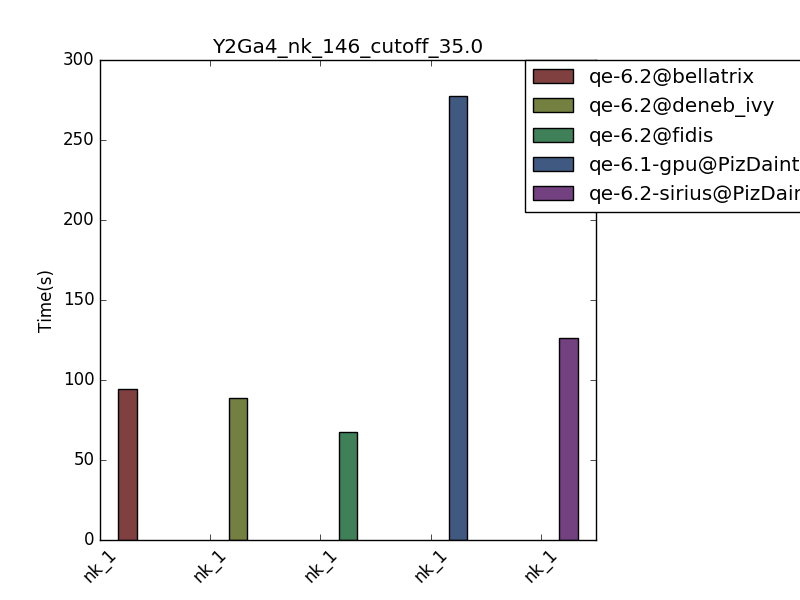 Y2Ga4_nk_146_cutoff_35.0
300
250
200
150
100
50
0
Time(s)
nk_1
nk_1
nk_1
nk_1
nk_1
qe-6.2@bellatrix
qe-6.2@deneb_ivy
qe-6.2@fidis
qe-6.1-gpu@PizDaint
qe-6.2-sirius@PizDain